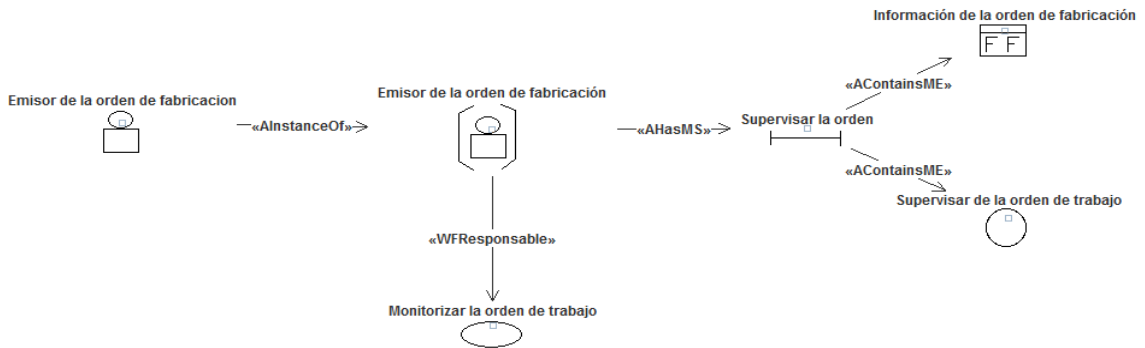 Información de la orden de fabricación
F F
«AContainsME»
Emisor de la orden de fabricacion
Emisor de la orden de fabricación
«AInstanceOf»
«AHasMS»
Supervisar la orden
«AContainsME»
Supervisar de la orden de trabajo
«WFResponsable»
Monitorizar la orden de trabajo